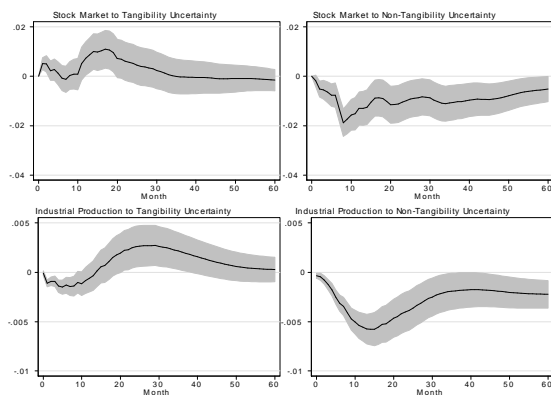 Stock Market to Tangibility Uncertainty
.02
0
-.02
-.04
0 10 20 30 40 50 60
Month
Stock Market to Non-Tangibility Uncertainty
.02
0
-.02
-.04
0 10 20 30 40 50 60
Month
Industrial Production to Tangibility Uncertainty
.005
0
-.005
-.01
0 10 20 30 40 50 60
Month
Industrial Production to Non-Tangibility Uncertainty
.005
0
-.005
-.01
0 10 20 30 40 50 60
Month